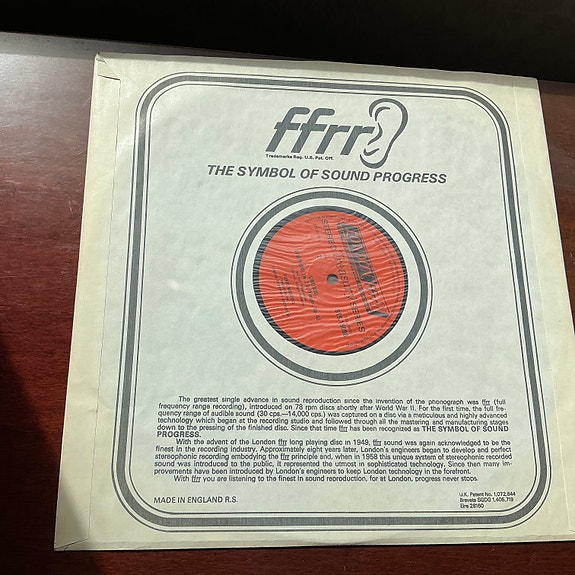 ffrr
Trademarks Reg. U.S. Pat. Off.
THE SYMBOL OF SOUND PROGRESS
LONDON
The greatest single advance in sound reproduction since the invention of the phonograph was ffrr (full
frequency range recording), introduced on 78 rpm discs shortly after World War II. For the first time, the full fre-
quency range of audible sound (30 cps.—14,000 cps.) was captured on a disc via a meticulous and highly advanced
technology which began at the recording studio and followed through all the mastering and manufacturing stages
down to the pressing of the finished disc. Since that time ffrr has been recognized as THE SYMBOL OF SOUND
PROGRESS.
With the advent of the London ffrr long playing disc in 1949, ffrr sound was again acknowledged to be the
finest in the recording industry. Approximately eight years later, London's engineers began to develop and perfect
stereophonic recording embodying the ffrr principle and, when in 1958 this unique system of stereophonic recorded
sound was introduced to the public, it represented the utmost in sophisticated technology. Since then many im-
provements have been introduced by London's engineers to keep London technology in the forefront.
With ffrr you are listening to the finest in sound reproduction, for at London, progress never stops.
MADE IN ENGLAND R.S.
U.K. Patent No. 1,072,844
Brevets SGDG 1,405,719
Eire 28160